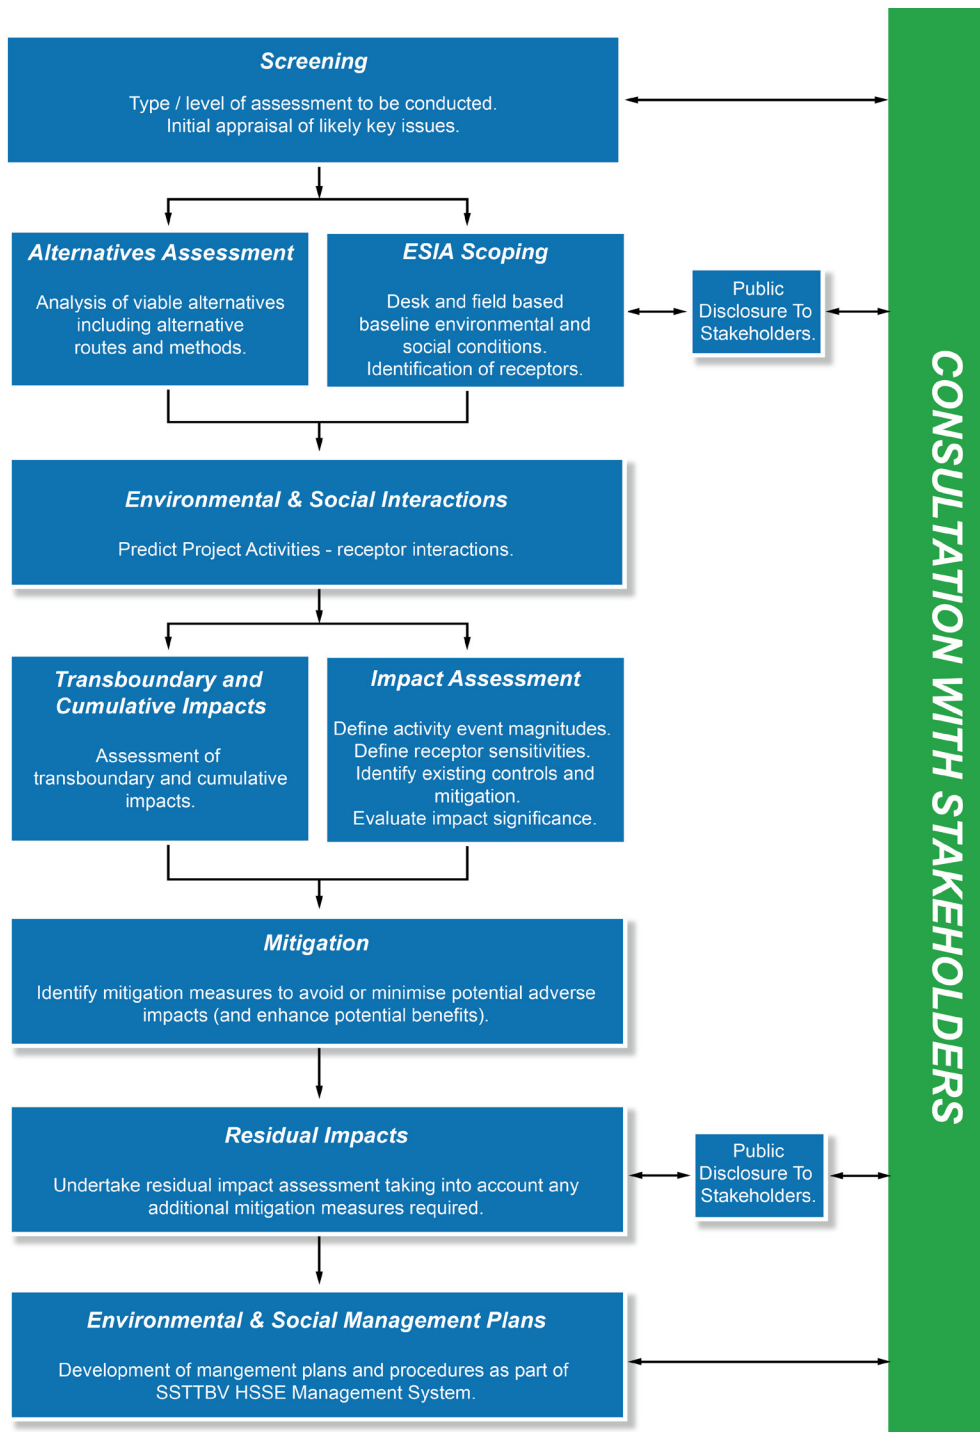 Screening
Type / level of assessment to be conducted.
Initial appraisal of likely key issues.
Alternatives Assessment
Analysis of viable alternatives
including alternative
routes and methods.
ESIA Scoping
Desk and field based
baseline environmental and
social conditions.
Identification of receptors.
Public
Disclosure To
Stakeholders.
Environmental & Social Interactions
Predict Project Activities - receptor interactions.
Transboundary and
Cumulative Impacts
Assessment of
transboundary and cumulative
impacts.
Impact Assessment
Define activity event magnitudes.
Define receptor sensitivities.
Identify existing controls and
mitigation.
Evaluate impact significance.
Mitigation
Identify mitigation measures to avoid or minimise potential adverse
impacts (and enhance potential benefits).
Residual Impacts
Undertake residual impact assessment taking into account any
additional mitigation measures required.
Public
Disclosure To
Stakeholders.
Environmental & Social Management Plans
Development of mangement plans and procedures as part of
SSTTBV HSSE Management System.
CONSULTATION WITH STAKEHOLDERS